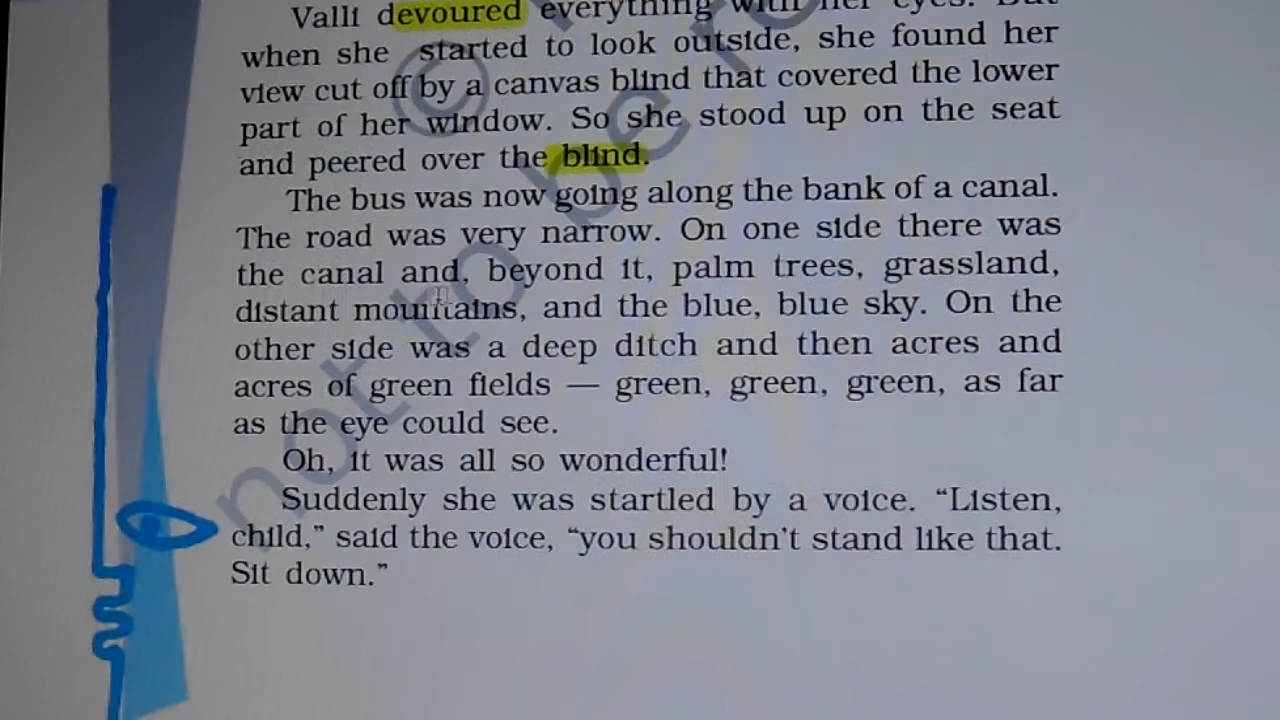 Valli devoured everything with her eyes. But
when she started to look outside, she found her
view cut off by a canvas blind that covered the lower
part of her window. So she stood up on the seat
and peered over the blind.
The bus was now going along the bank of a canal.
The road was very narrow. On one side there was
the canal and, beyond it, palm trees, grassland,
distant mountains, and the blue, blue sky. On the
other side was a deep ditch and then acres and
acres of green fields — green, green, green, as far
as the eye could see.
Oh, it was all so wonderful!
Suddenly she was startled by a voice. “Listen,
child,” said the voice, “you shouldn’t stand like that.
Sit down.”
© not to be re